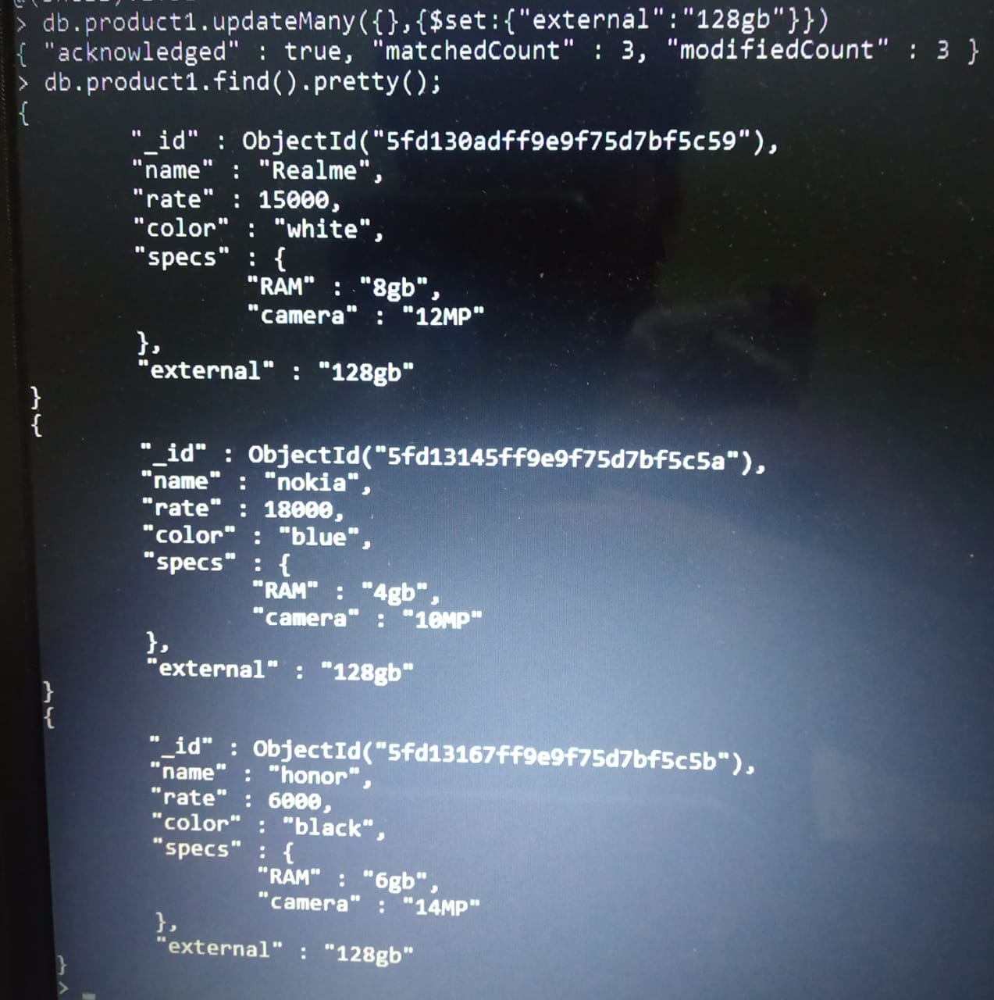 > db.product1.updateMany({},{$set:{"external":"128gb"}})
{ "acknowledged" : true, "matchedCount" : 3, "modifiedCount" : 3 }
> db.product1.find().pretty();
{
"_id" : ObjectId("5fd130adff9e9f75d7bf5c59"),
"name" : "Realme",
"rate" : 15000,
"color" : "white",
"specs" : {
"RAM" : "8gb",
"camera" : "12MP"
},
"external" : "128gb"
}
{
"_id" : ObjectId("5fd13145ff9e9f75d7bf5c5a"),
"name" : "nokia",
"rate" : 18000,
"color" : "blue",
"specs" : {
"RAM" : "4gb",
"camera" : "10MP"
},
"external" : "128gb"
}
{
"_id" : ObjectId("5fd13167ff9e9f75d7bf5c5b"),
"name" : "honor",
"rate" : 6000,
"color" : "black",
"specs" : {
"RAM" : "6gb",
"camera" : "14MP"
},
"external" : "128gb"
}
>